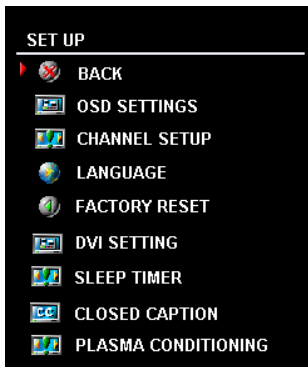 SET UP
BACK
OSD SETTINGS
CHANNEL SETUP
LANGUAGE
FACTORY RESET
DVI SETTING
SLEEP TIMER
CC CLOSED CAPTION
PLASMA CONDITIONING